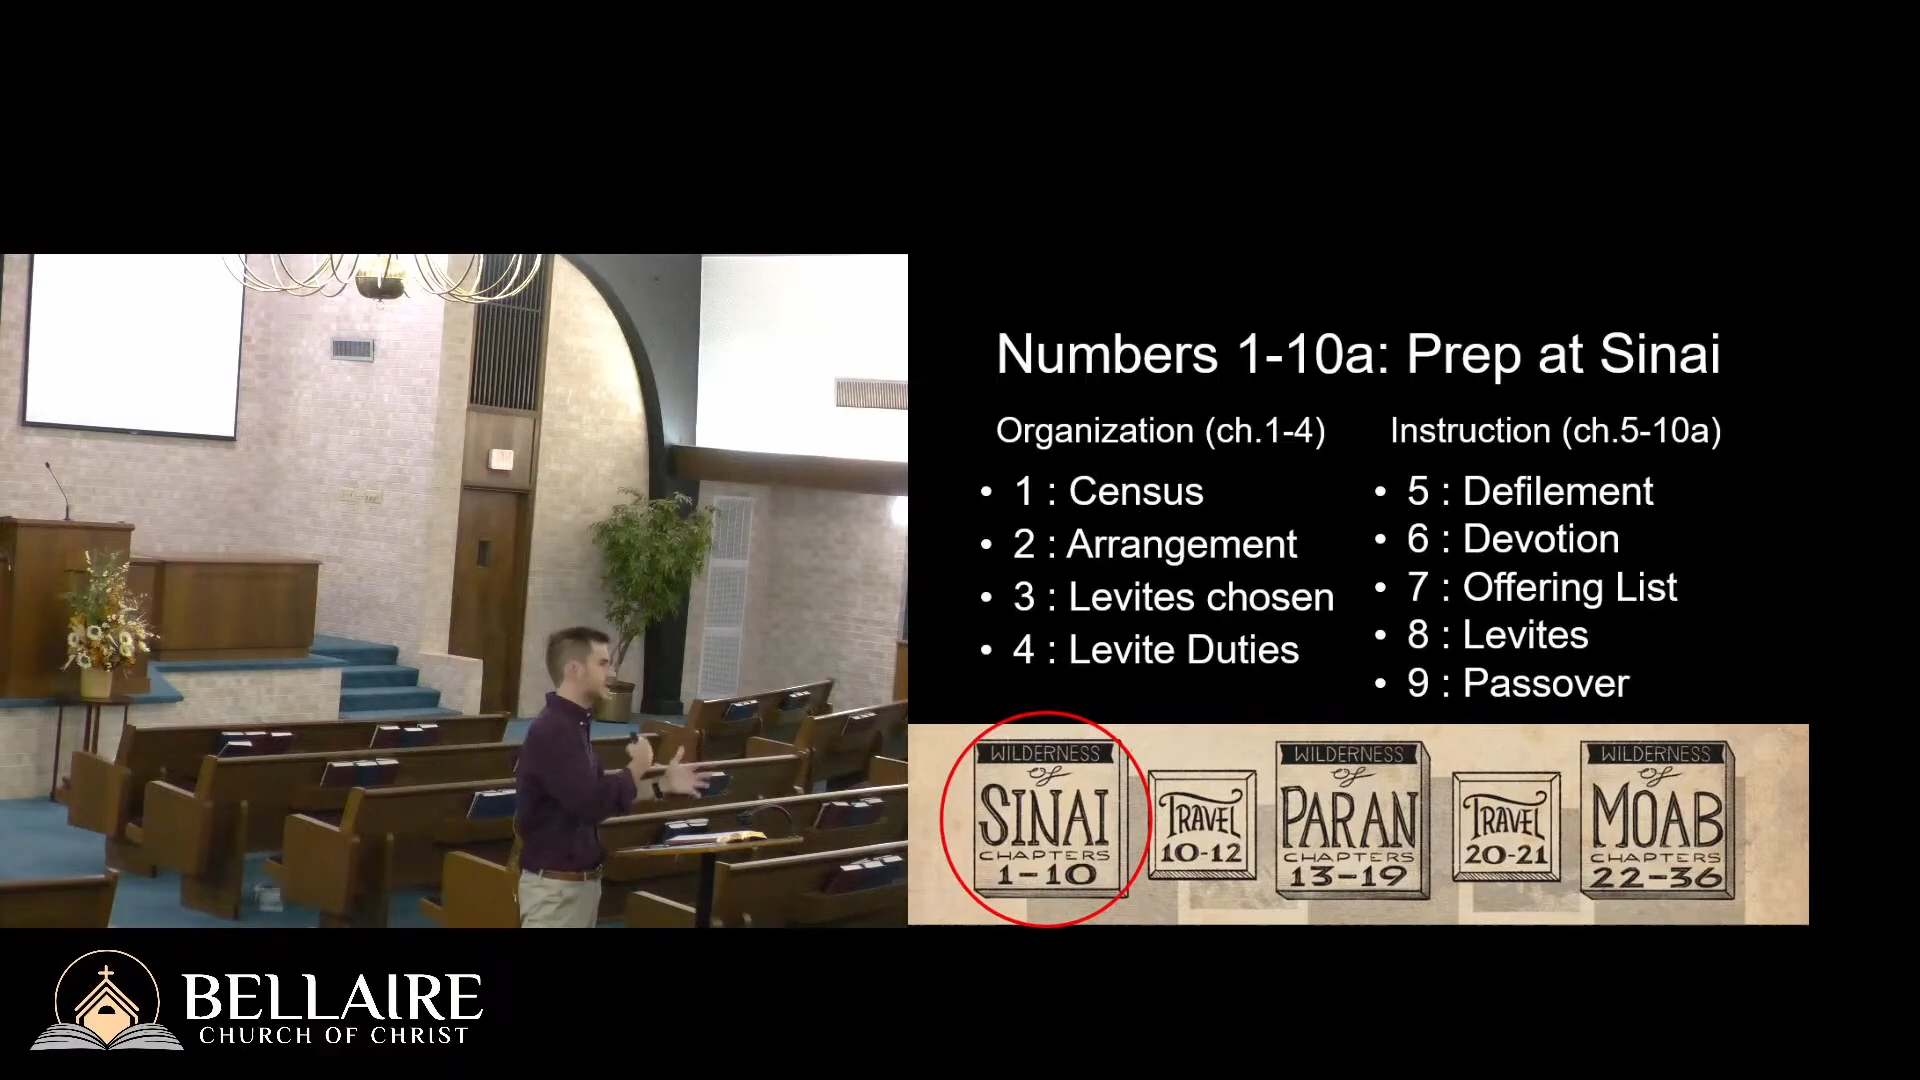 Numbers 1-10a: Prep at Sinai
Organization (ch.1-4)
• 1 : Census
• 2 : Arrangement
• 3 : Levites chosen
• 4 : Levite Duties
Instruction (ch.5-10a)
• 5 : Defilement
• 6 : Devotion
• 7 : Offering List
• 8 : Levites
• 9 : Passover
WILDERNESS
of
SINAI
CHAPTERS
1-10
TRAVEL
10-12
WILDERNESS
of
PARAN
CHAPTERS
13-19
TRAVEL
20-21
WILDERNESS
of
MOAB
CHAPTERS
22-36
BELLAIRE
CHURCH OF CHRIST